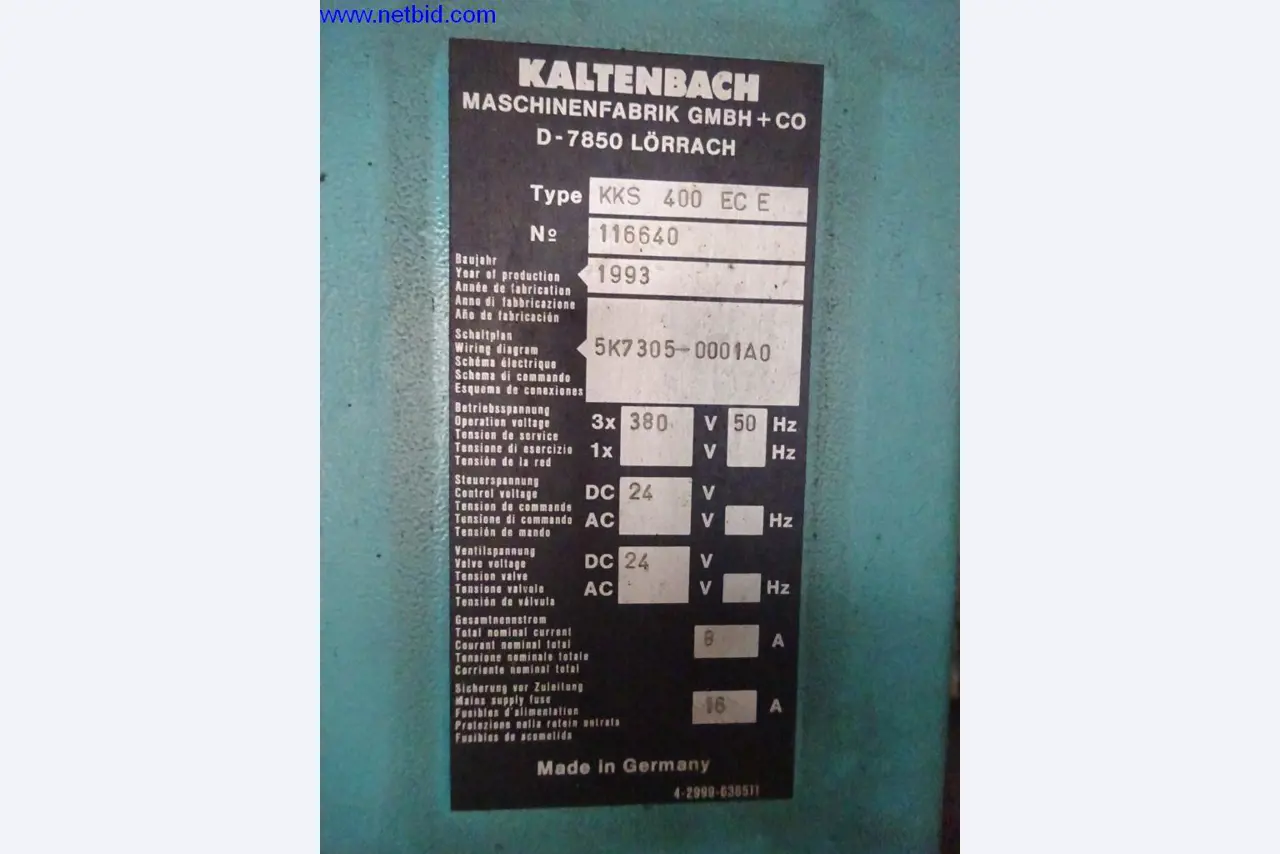 www.netbid.com
KALTENBACH
MASCHINENFABRIK GMBH + CO
D-7850 LÖRRACH
Type KKS 400 EC E
Nº 116640
Baujahr
Year of production 1993
Année de fabrication
Anno di fabbricazione
Año de fabricación
Schaltplan
Wiring diagram 5K7305-0001A0
Schéma électrique
Schema di commando
Esquema de conexiones
Betriebsspannung
Operation voltage 3x 380 V 50 Hz
Tension de service
Tensione di esercizio 1x V Hz
Tensión de la red
Steuerspannung
Control voltage DC 24 V
Tension de commande
Tensione di commando AC V Hz
Tensión de mando
Ventilspannung
Valve voltage DC 24 V
Tension valve
Tensione valvole AC V Hz
Tensión de válvula
Gesamtnennstrom
Total nominal current 8 A
Courant nominal total
Tensione nominale totale
Corriente nominal total
Sicherung vor Zuleitung
Mains supply fuse
Fusibles d'alimentation 16 A
Protezione nella retein entrata
Fusibles de acometida
Made in Germany